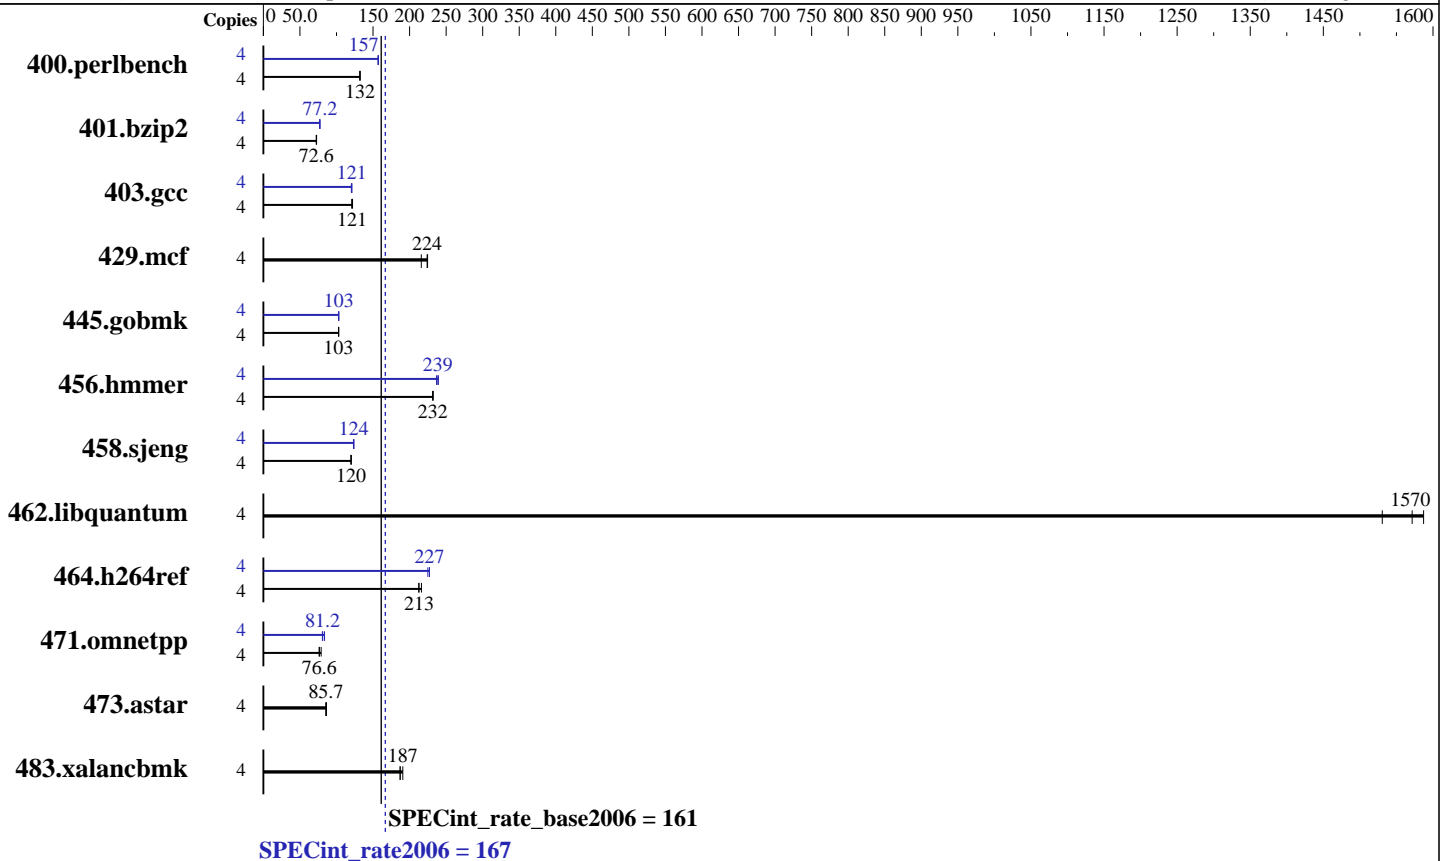 Copies 0 50.0 150 200 250 300 350 400 450 500 550 600 650 700 750 800 850 900 950 1050 1150 1250 1350 1450 1600
400.perlbench 4 157
4 132
401.bzip2 4 77.2
4 72.6
403.gcc 4 121
4 121
429.mcf 4 224
445.gobmk 4 103
4 103
456.hmmer 4 239
4 232
458.sjeng 4 124
4 120
462.libquantum 4 1570
464.h264ref 4 227
4 213
471.omnetpp 4 81.2
4 76.6
473.astar 4 85.7
483.xalancbmk 4 187
SPECint_rate_base2006 = 161
SPECint_rate2006 = 167